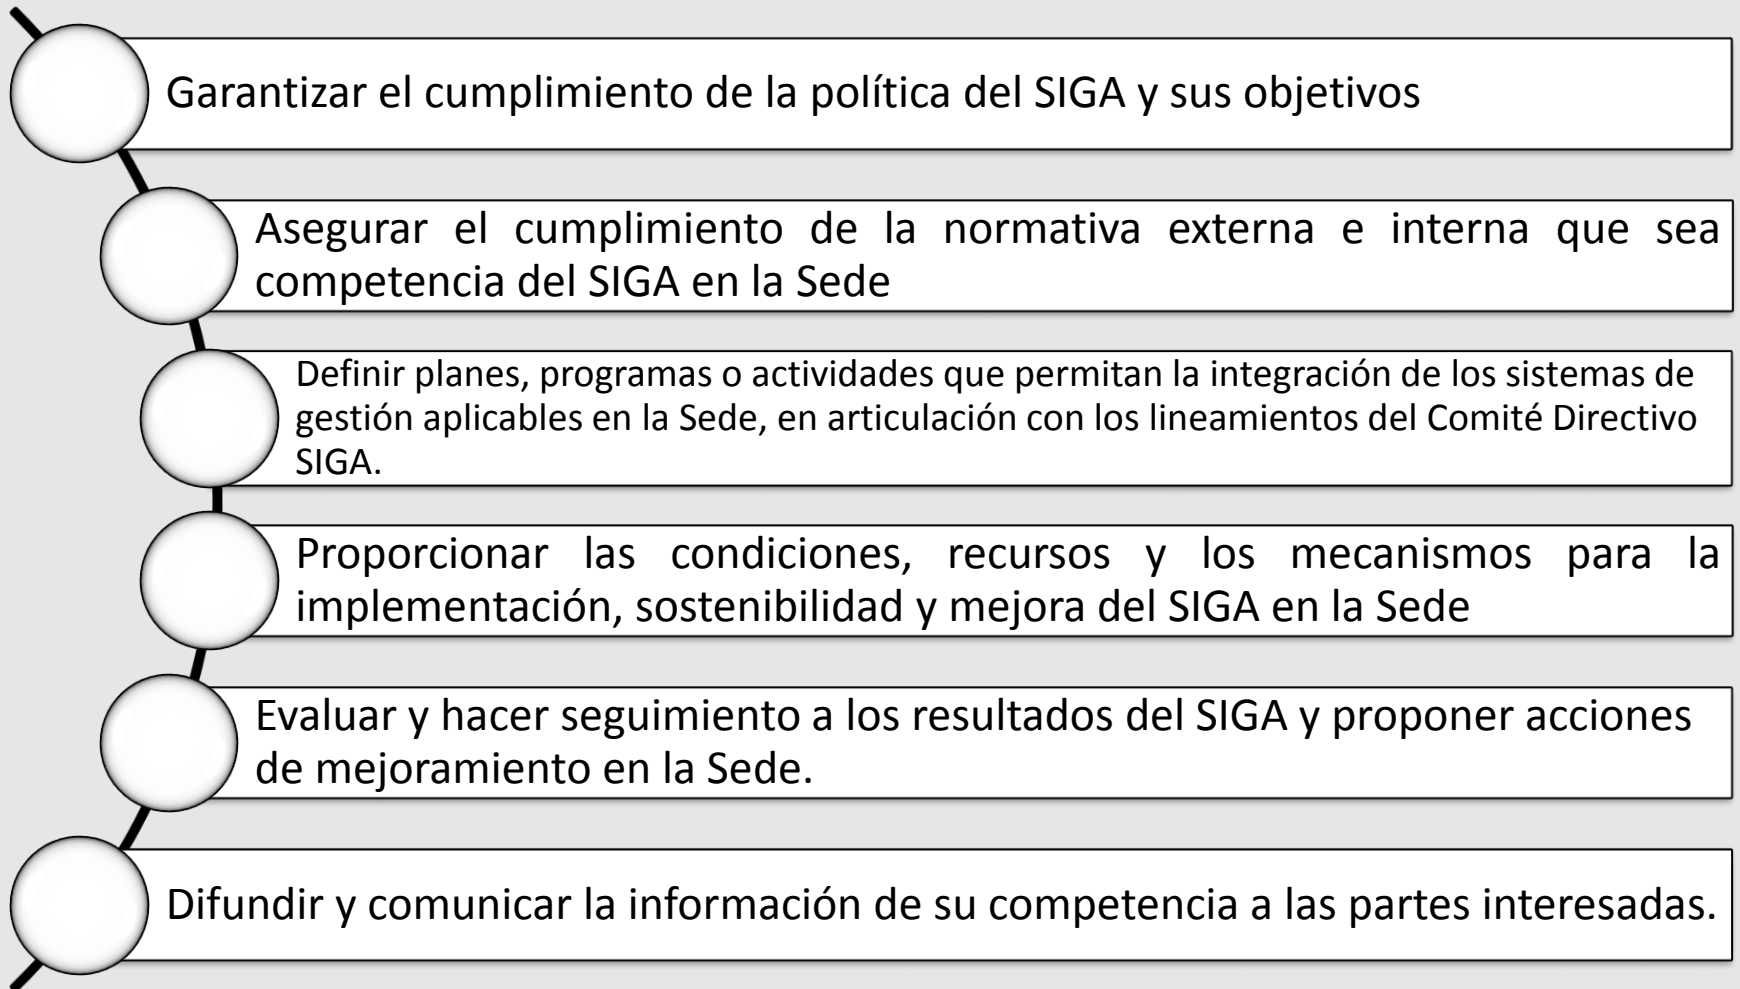 Garantizar el cumplimiento de la política del SIGA y sus objetivos
Asegurar el cumplimiento de la normativa externa e interna que sea
competencia del SIGA en la Sede
Definir planes, programas o actividades que permitan la integración de los sistemas de
gestión aplicables en la Sede, en articulación con los lineamientos del Comité Directivo
SIGA.
Proporcionar las condiciones, recursos y los mecanismos para la
implementación, sostenibilidad y mejora del SIGA en la Sede
Evaluar y hacer seguimiento a los resultados del SIGA y proponer acciones
de mejoramiento en la Sede.
Difundir y comunicar la información de su competencia a las partes interesadas.